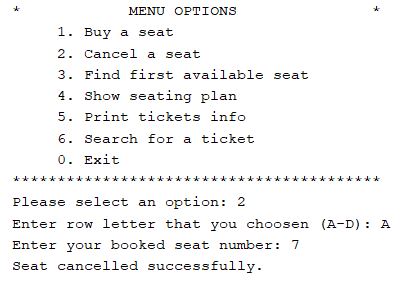 * MENU OPTIONS *
1. Buy a seat
2. Cancel a seat
3. Find first available seat
4. Show seating plan
5. Print tickets info
6. Search for a ticket
0. Exit
*****************************************
Please select an option: 2
Enter row letter that you choosen (A-D): A
Enter your booked seat number: 7
Seat cancelled successfully.